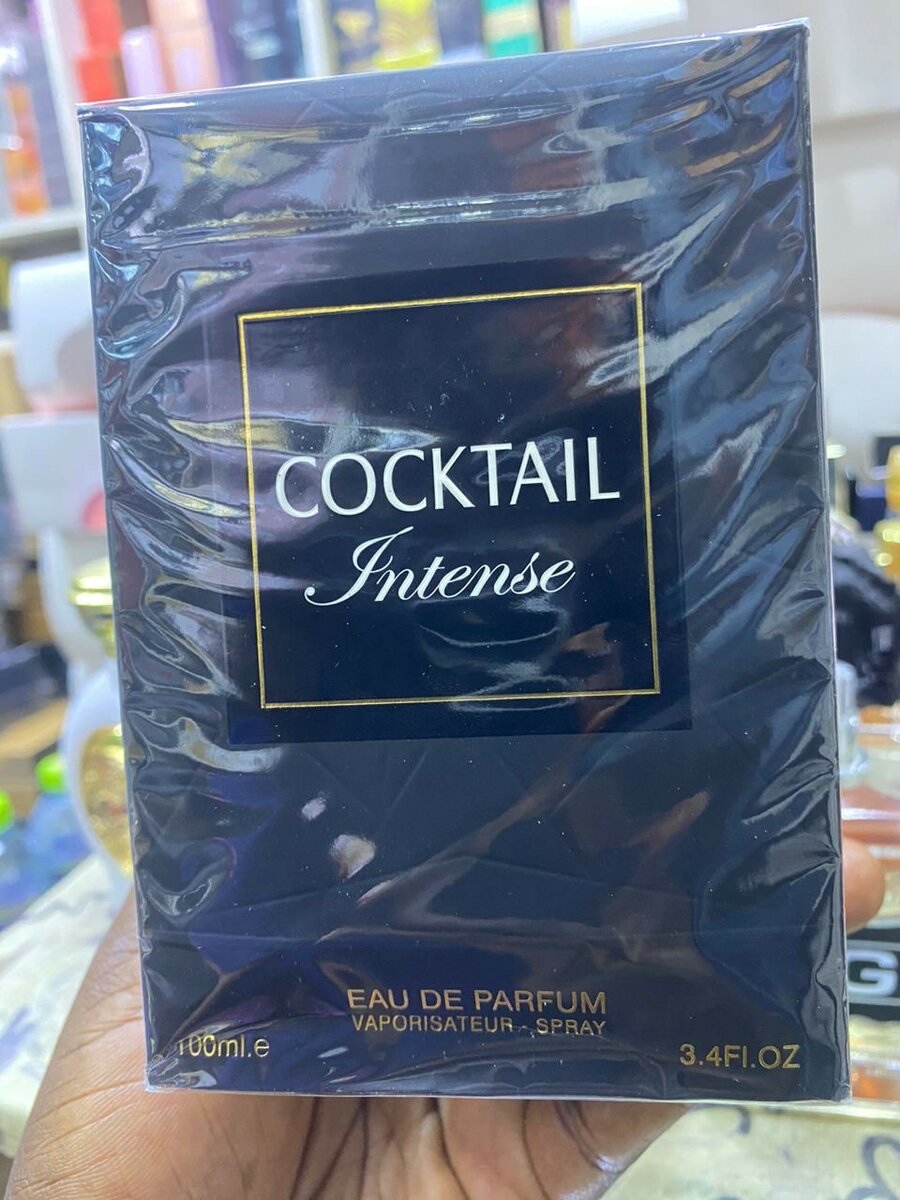 COCKTAIL
Intense
EAU DE PARFUM
VAPORISATEUR - SPRAY
100ml.e
3.4Fl.OZ
G